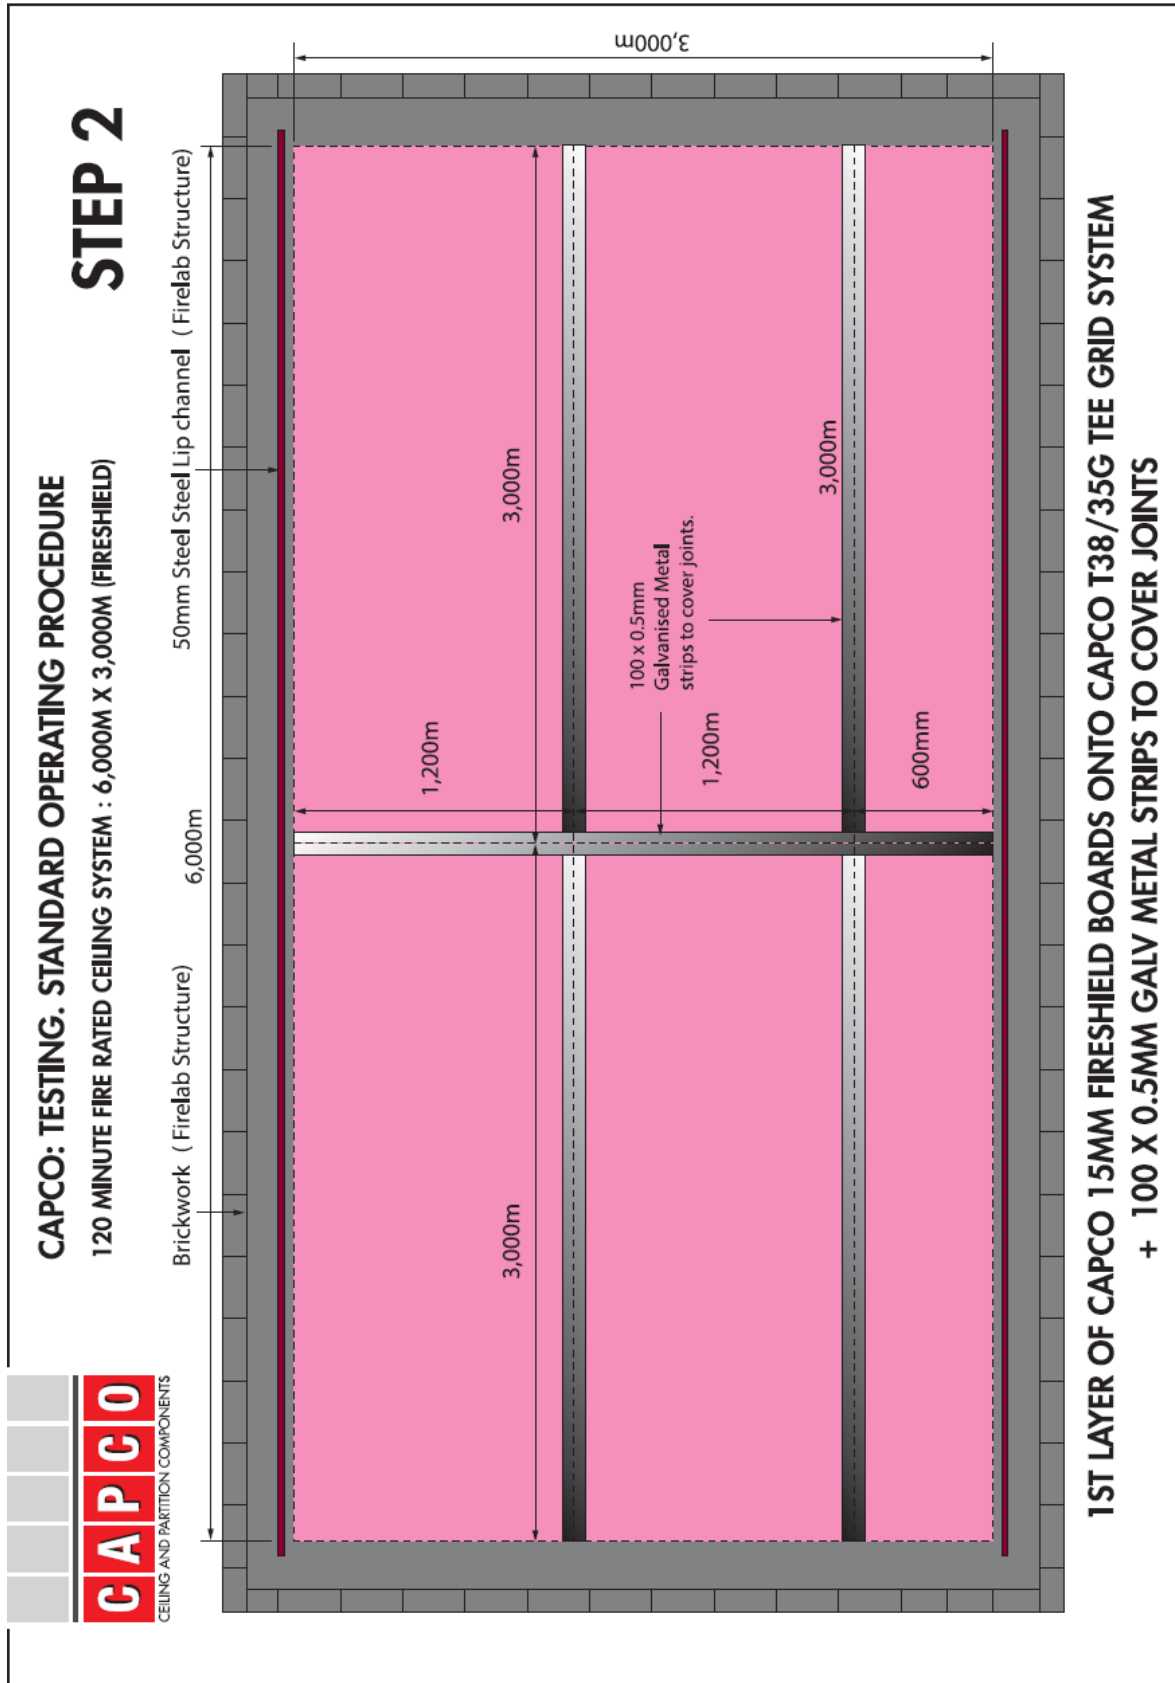 CAPCO
CEILING AND PARTITION COMPONENTS
CAPCO: TESTING. STANDARD OPERATING PROCEDURE
120 MINUTE FIRE RATED CEILING SYSTEM : 6,000M X 3,000M (FIRESHIELD)
STEP 2
Brickwork ( Firelab Structure)
50mm Steel Steel Lip channel ( Firelab Structure)
6,000m
3,000m
1,200m
3,000m
3,000m
100 x 0.5mm
Galvanised Metal
strips to cover joints.
1,200m
3,000m
600mm
1ST LAYER OF CAPCO 15MM FIRESHIELD BOARDS ONTO CAPCO T38/35G TEE GRID SYSTEM
+ 100 X 0.5MM GALV METAL STRIPS TO COVER JOINTS